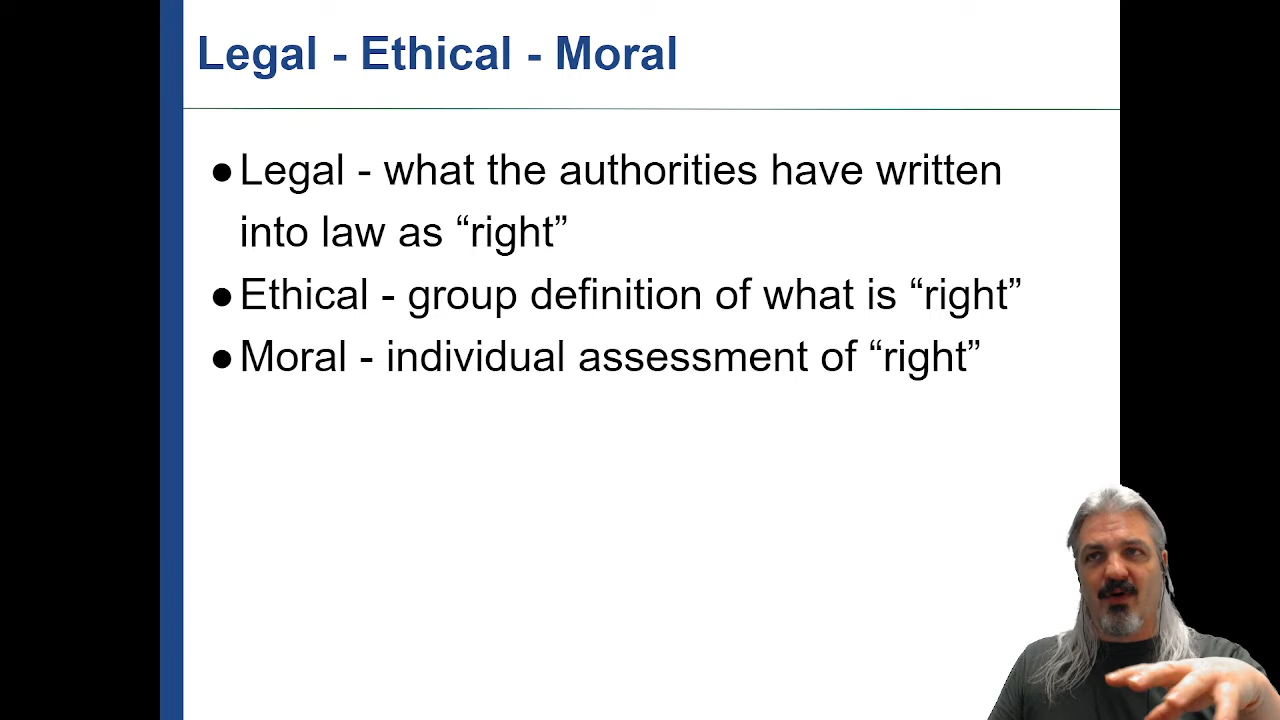 Legal - Ethical - Moral
●Legal - what the authorities have written
into law as “right”
●Ethical - group definition of what is “right”
●Moral - individual assessment of “right”